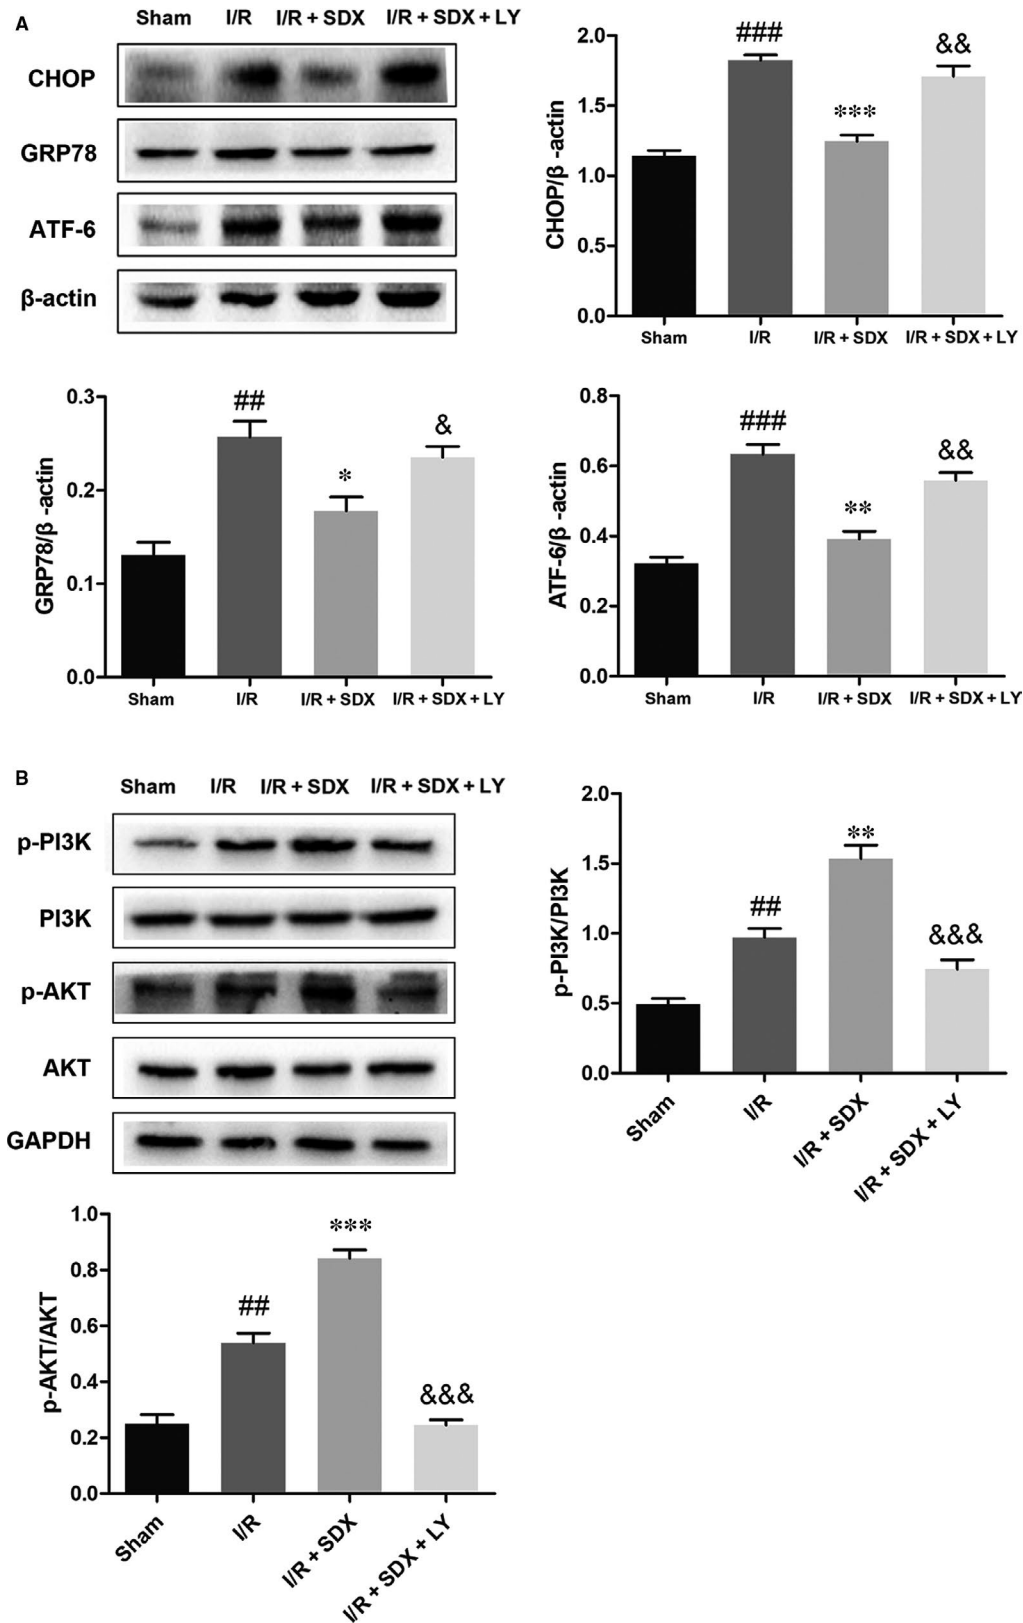 A
Sham I/R I/R + SDX I/R + SDX + LY
CHOP
GRP78
ATF-6
β-actin
CHOP/β -actin
2.0
1.5
1.0
0.5
0.0
###
***
&&
Sham I/R I/R + SDX I/R + SDX + LY
GRP78/β -actin
0.3
0.2
0.1
0.0
##
*
&
Sham I/R I/R + SDX I/R + SDX + LY
ATF-6/β -actin
0.8
0.6
0.4
0.2
0.0
###
**
&&
Sham I/R I/R + SDX I/R + SDX + LY
B
Sham I/R I/R + SDX I/R + SDX + LY
p-PI3K
PI3K
p-AKT
AKT
GAPDH
p-PI3K/PI3K
2.0
1.5
1.0
0.5
0.0
##
**
&&&
Sham I/R I/R + SDX I/R + SDX + LY
p-AKT/AKT
1.0
0.8
0.6
0.4
0.2
0.0
##
***
&&&
Sham I/R I/R + SDX I/R + SDX + LY